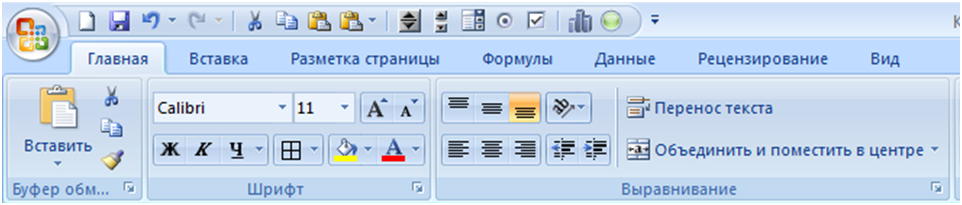 Главная Вставка Разметка страницы Формулы Данные Рецензирование Вид
Calibri 11 А А Перенос текста
Вставить Ж К Ч А Объединить и поместить в центре
Буфер обм... Шрифт Выравнивание